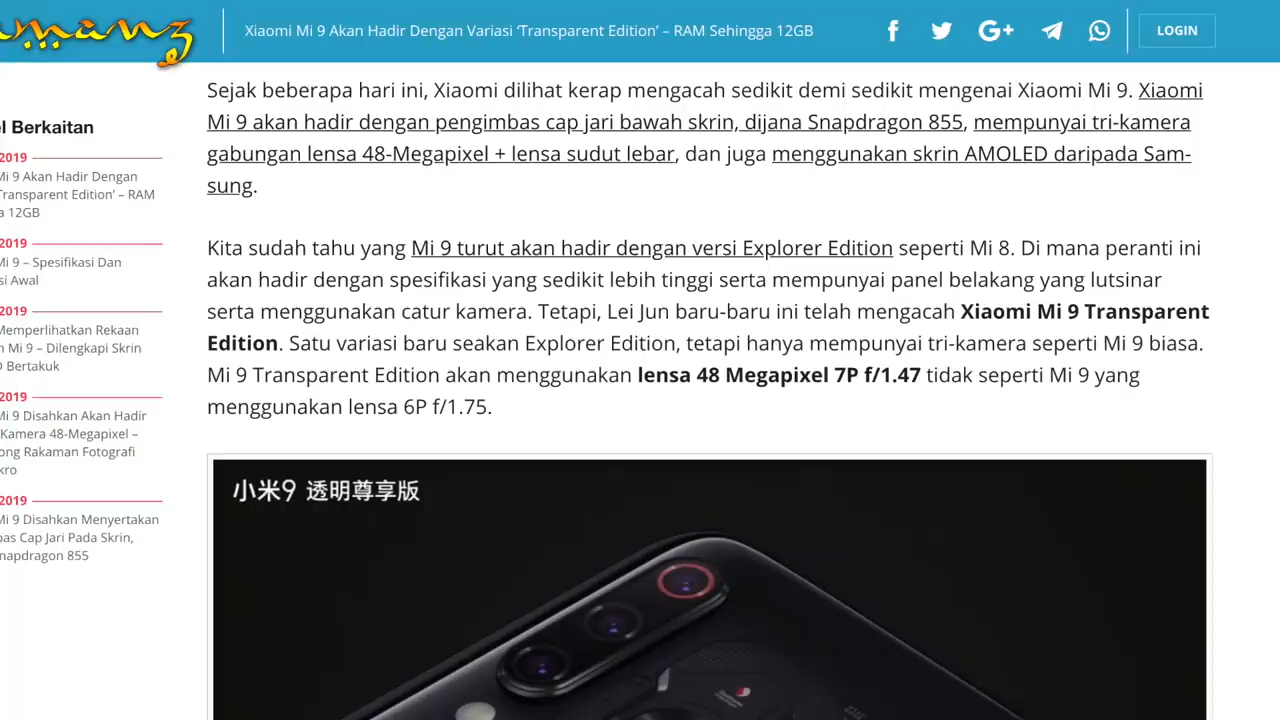 Xiaomi Mi 9 Akan Hadir Dengan Variasi ‘Transparent Edition’ – RAM Sehingga 12GB
LOGIN
Berkaitan
2019
Mi 9 Akan Hadir Dengan
Transparent Edition’ – RAM
12GB
2019
Mi 9 – Spesifikasi Dan
Awal
2019
Memperlihatkan Rekaan
Mi 9 – Dilengkapi Skrin
Bertakuk
2019
Mi 9 Disahkan Akan Hadir
Kamera 48-Megapixel –
Rakaman Fotografi
2019
Mi 9 Disahkan Menyertakan
Cap Jari Pada Skrin,
Snapdragon 855
Sejak beberapa hari ini, Xiaomi dilihat kerap mengacah sedikit demi sedikit mengenai Xiaomi Mi 9. Xiaomi
Mi 9 akan hadir dengan pengimbas cap jari bawah skrin, dijana Snapdragon 855, mempunyai tri-kamera
gabungan lensa 48-Megapixel + lensa sudut lebar, dan juga menggunakan skrin AMOLED daripada Sam-
sung.
Kita sudah tahu yang Mi 9 turut akan hadir dengan versi Explorer Edition seperti Mi 8. Di mana peranti ini
akan hadir dengan spesifikasi yang sedikit lebih tinggi serta mempunyai panel belakang yang lutsinar
serta menggunakan catur kamera. Tetapi, Lei Jun baru-baru ini telah mengacah Xiaomi Mi 9 Transparent
Edition. Satu variasi baru seakan Explorer Edition, tetapi hanya mempunyai tri-kamera seperti Mi 9 biasa.
Mi 9 Transparent Edition akan menggunakan lensa 48 Megapixel 7P f/1.47 tidak seperti Mi 9 yang
menggunakan lensa 6P f/1.75.
小米9 透明尊享版